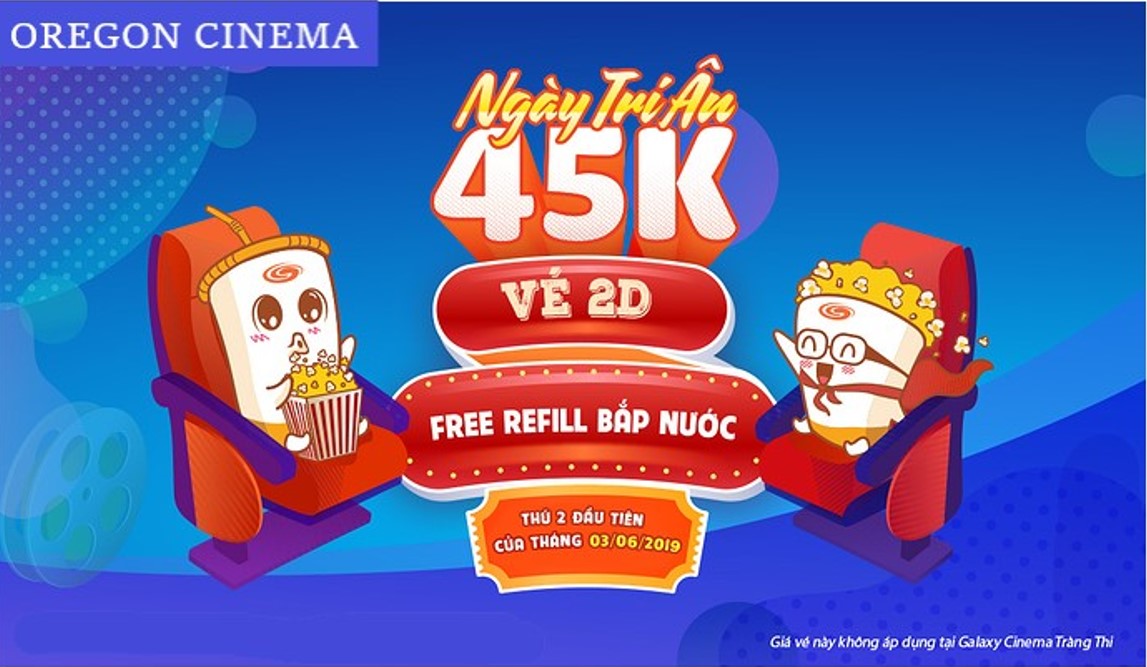 OREGON CINEMA
Ngày Tri Ân
45K
VÉ 2D
FREE REFILL BẮP NƯỚC
THỨ 2 ĐẦU TIÊN
CỦA THÁNG 03/06/2019
Giá vé này không áp dụng tại Galaxy Cinema Tràng Thi